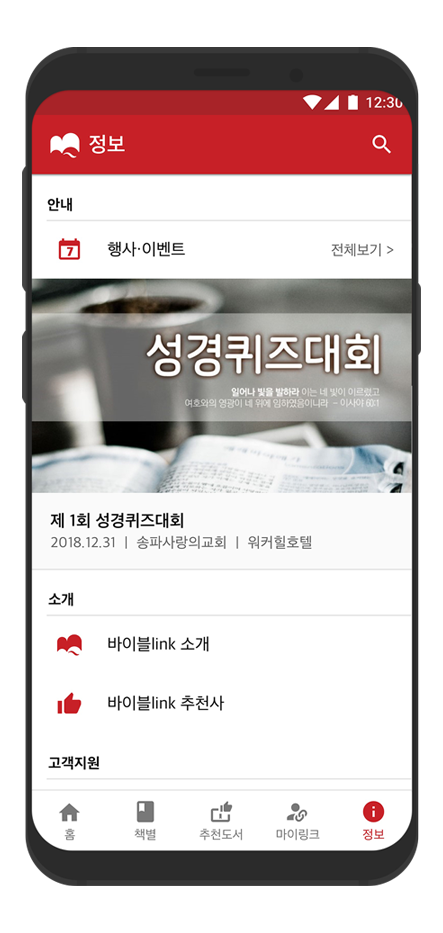 12:30
정보
안내
7
행사·이벤트
전체보기 >
성경퀴즈대회
일어나 빛을 발하라 이는 네 빛이 이르렀고
여호와의 영광이 네 위에 임하였음이니라 - 이사야 60:1
제 1회 성경퀴즈대회
2018.12.31 | 송파사랑의교회 | 워커힐호텔
소개
바이블link 소개
바이블link 추천사
고객지원
홈
책별
추천도서
마이링크
정보